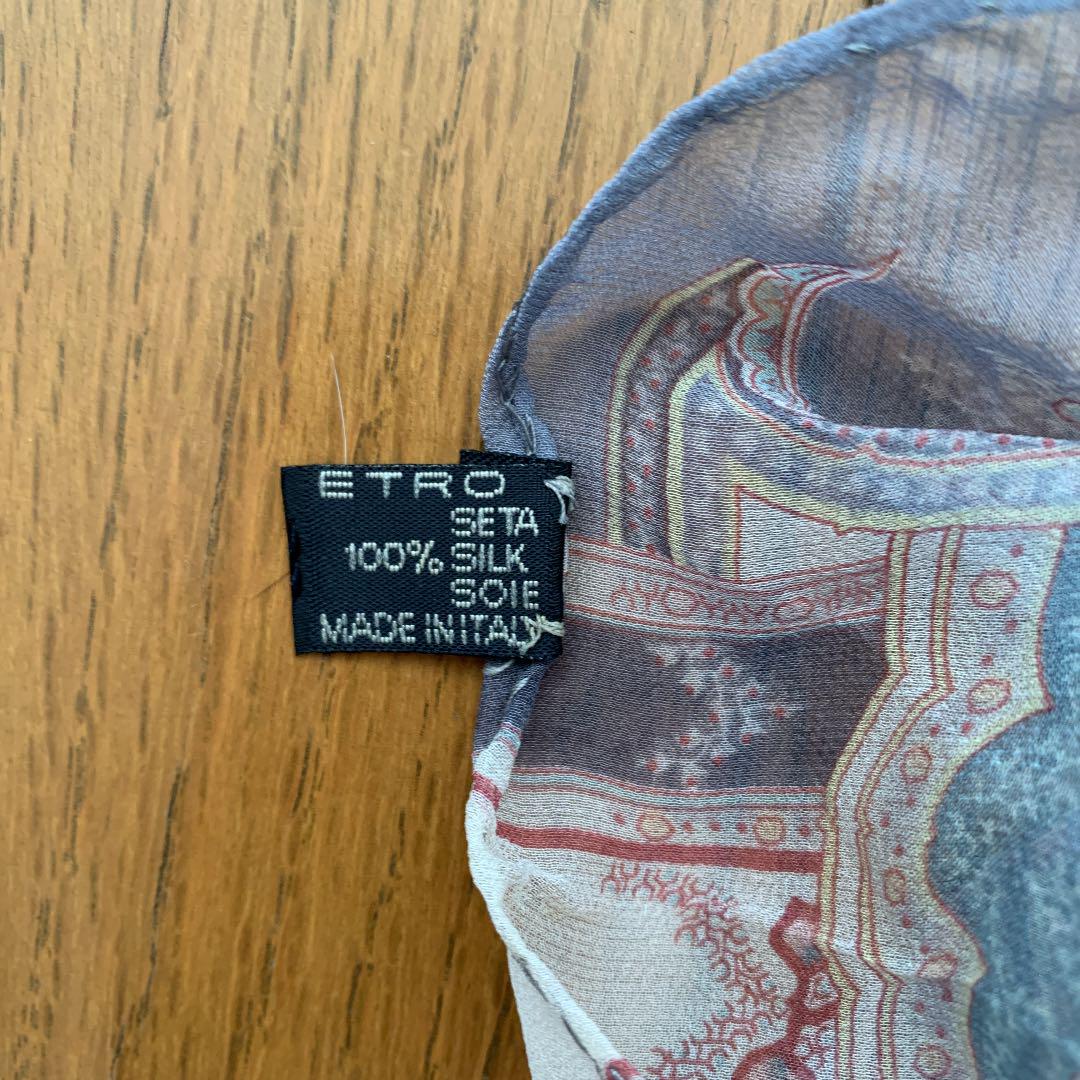 ETRO
SETA
100% SILK
SOIE
MADE IN ITALY